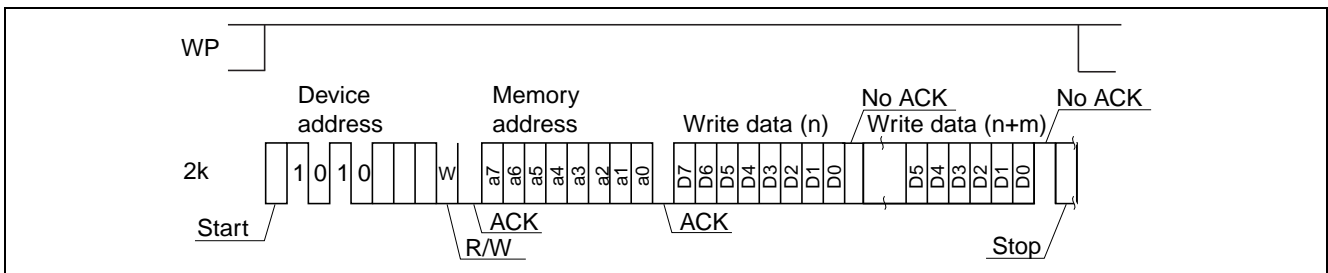 WP
Device address
Memory address
Write data (n)
No ACK
Write data (n+m)
No ACK
2k
1 0 1 0
W
a7 a6 a5 a4 a3 a2 a1 a0
D7 D6 D5 D4 D3 D2 D1 D0
D5 D4 D3 D2 D1 D0
Start
R/W
ACK
ACK
Stop